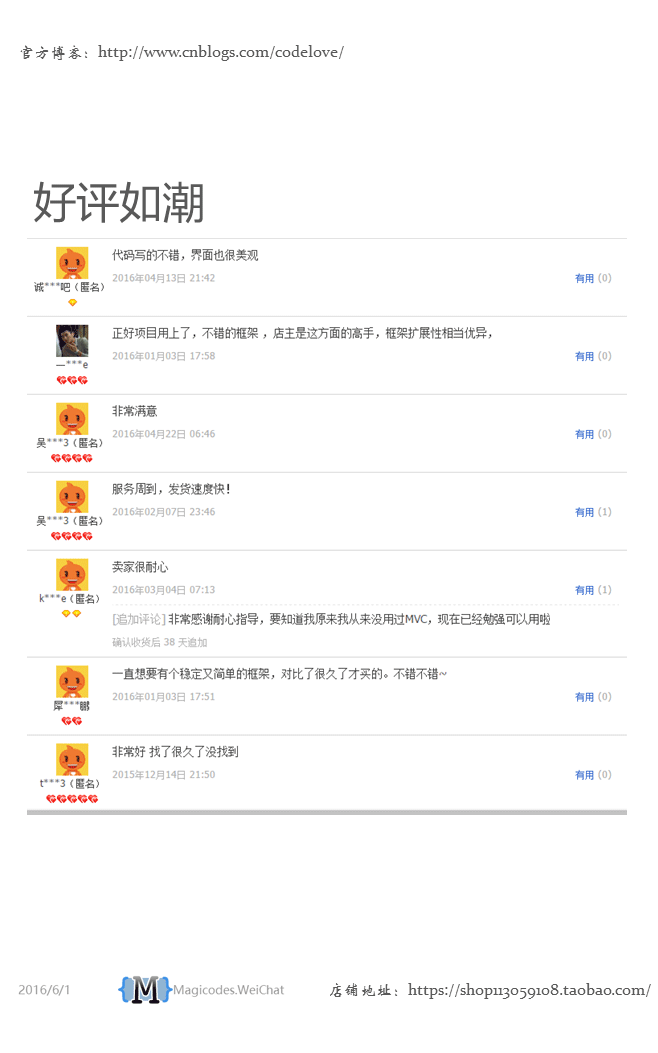 官方博客：http://www.cnblogs.com/codelove/
好评如潮
代码写的不错，界面也很美观
2016年04月13日 21:42
有用 (0)
诚***吧（匿名）
正好项目用上了，不错的框架 ，店主是这方面的高手，框架扩展性相当优异，
2016年01月03日 17:58
有用 (0)
一***e
非常满意
2016年04月22日 06:46
有用 (0)
吴***3（匿名）
服务周到，发货速度快！
2016年02月07日 23:46
有用 (1)
吴***3（匿名）
卖家很耐心
2016年03月04日 07:13
有用 (1)
k***e（匿名）
[追加评论] 非常感谢耐心指导，要知道我原来我从来没用过MVC，现在已经勉强可以用啦
确认收货后 38 天追加
一直想要有个稳定又简单的框架，对比了很久了才买的。不错不错~
2016年01月03日 17:51
有用 (0)
非常好 找了很久了没找到
2015年12月14日 21:50
有用 (0)
t***3（匿名）
2016/6/1
M
Magicodes.WeiChat
店铺地址：https://shop113059108.taobao.com/